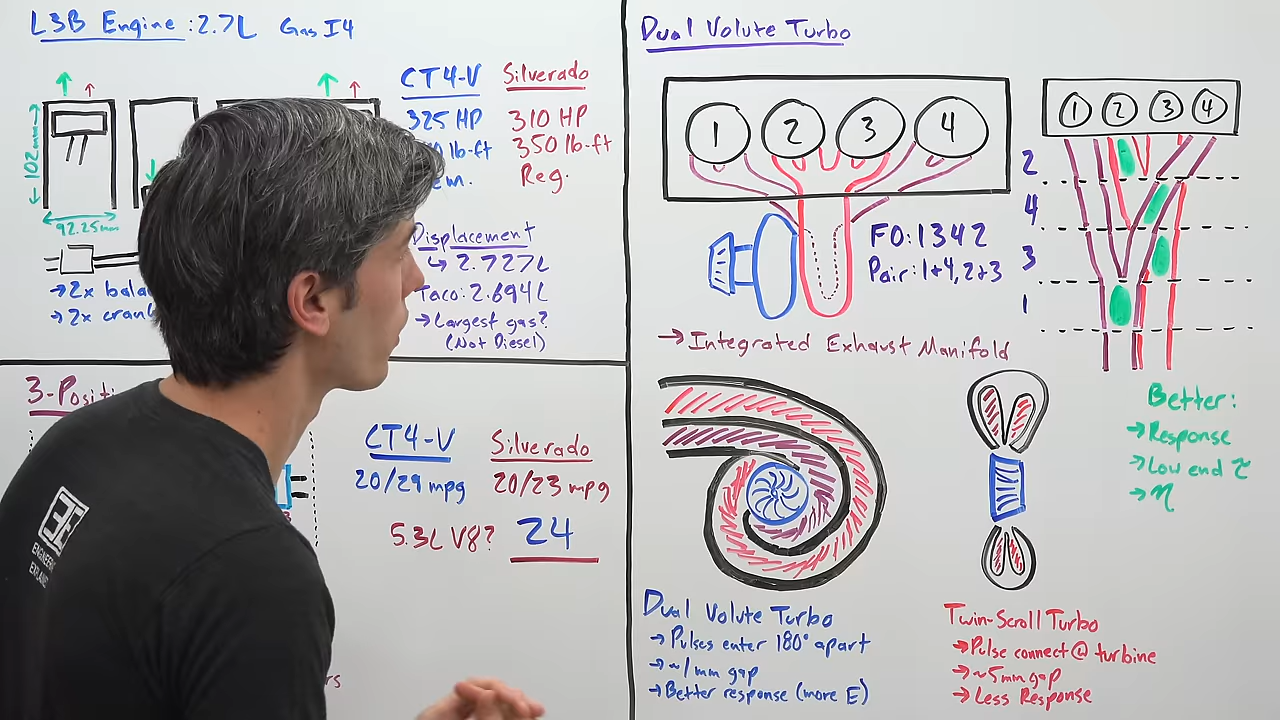 L3B Engine: 2.7L Gas I4
CT4-V
Silverado
325 HP
310 HP
lb-ft
350 lb-ft
Reg.
102mm
92.25mm
→2x
→2x
Displacement
↳ 2.727L
Taco: 2.694L
→Largest gas?
(Not Diesel)
CT4-V
Silverado
20/29 mpg
20/23 mpg
5.3L V8? 24
ENGINEERING
Dual Volute Turbo
1 2 3 4
FO: 1342
Pair: 1+4, 2+3
→Integrated Exhaust Manifold
1 2 3 4
2
4
3
1
Better:
→Response
→Low end τ
→η
Dual Volute Turbo
→Pulses enter 180° apart
→~1mm gap
→Better response (more E)
Twin-Scroll Turbo
→Pulse connect @ turbine
→~5mm gap
→Less Response